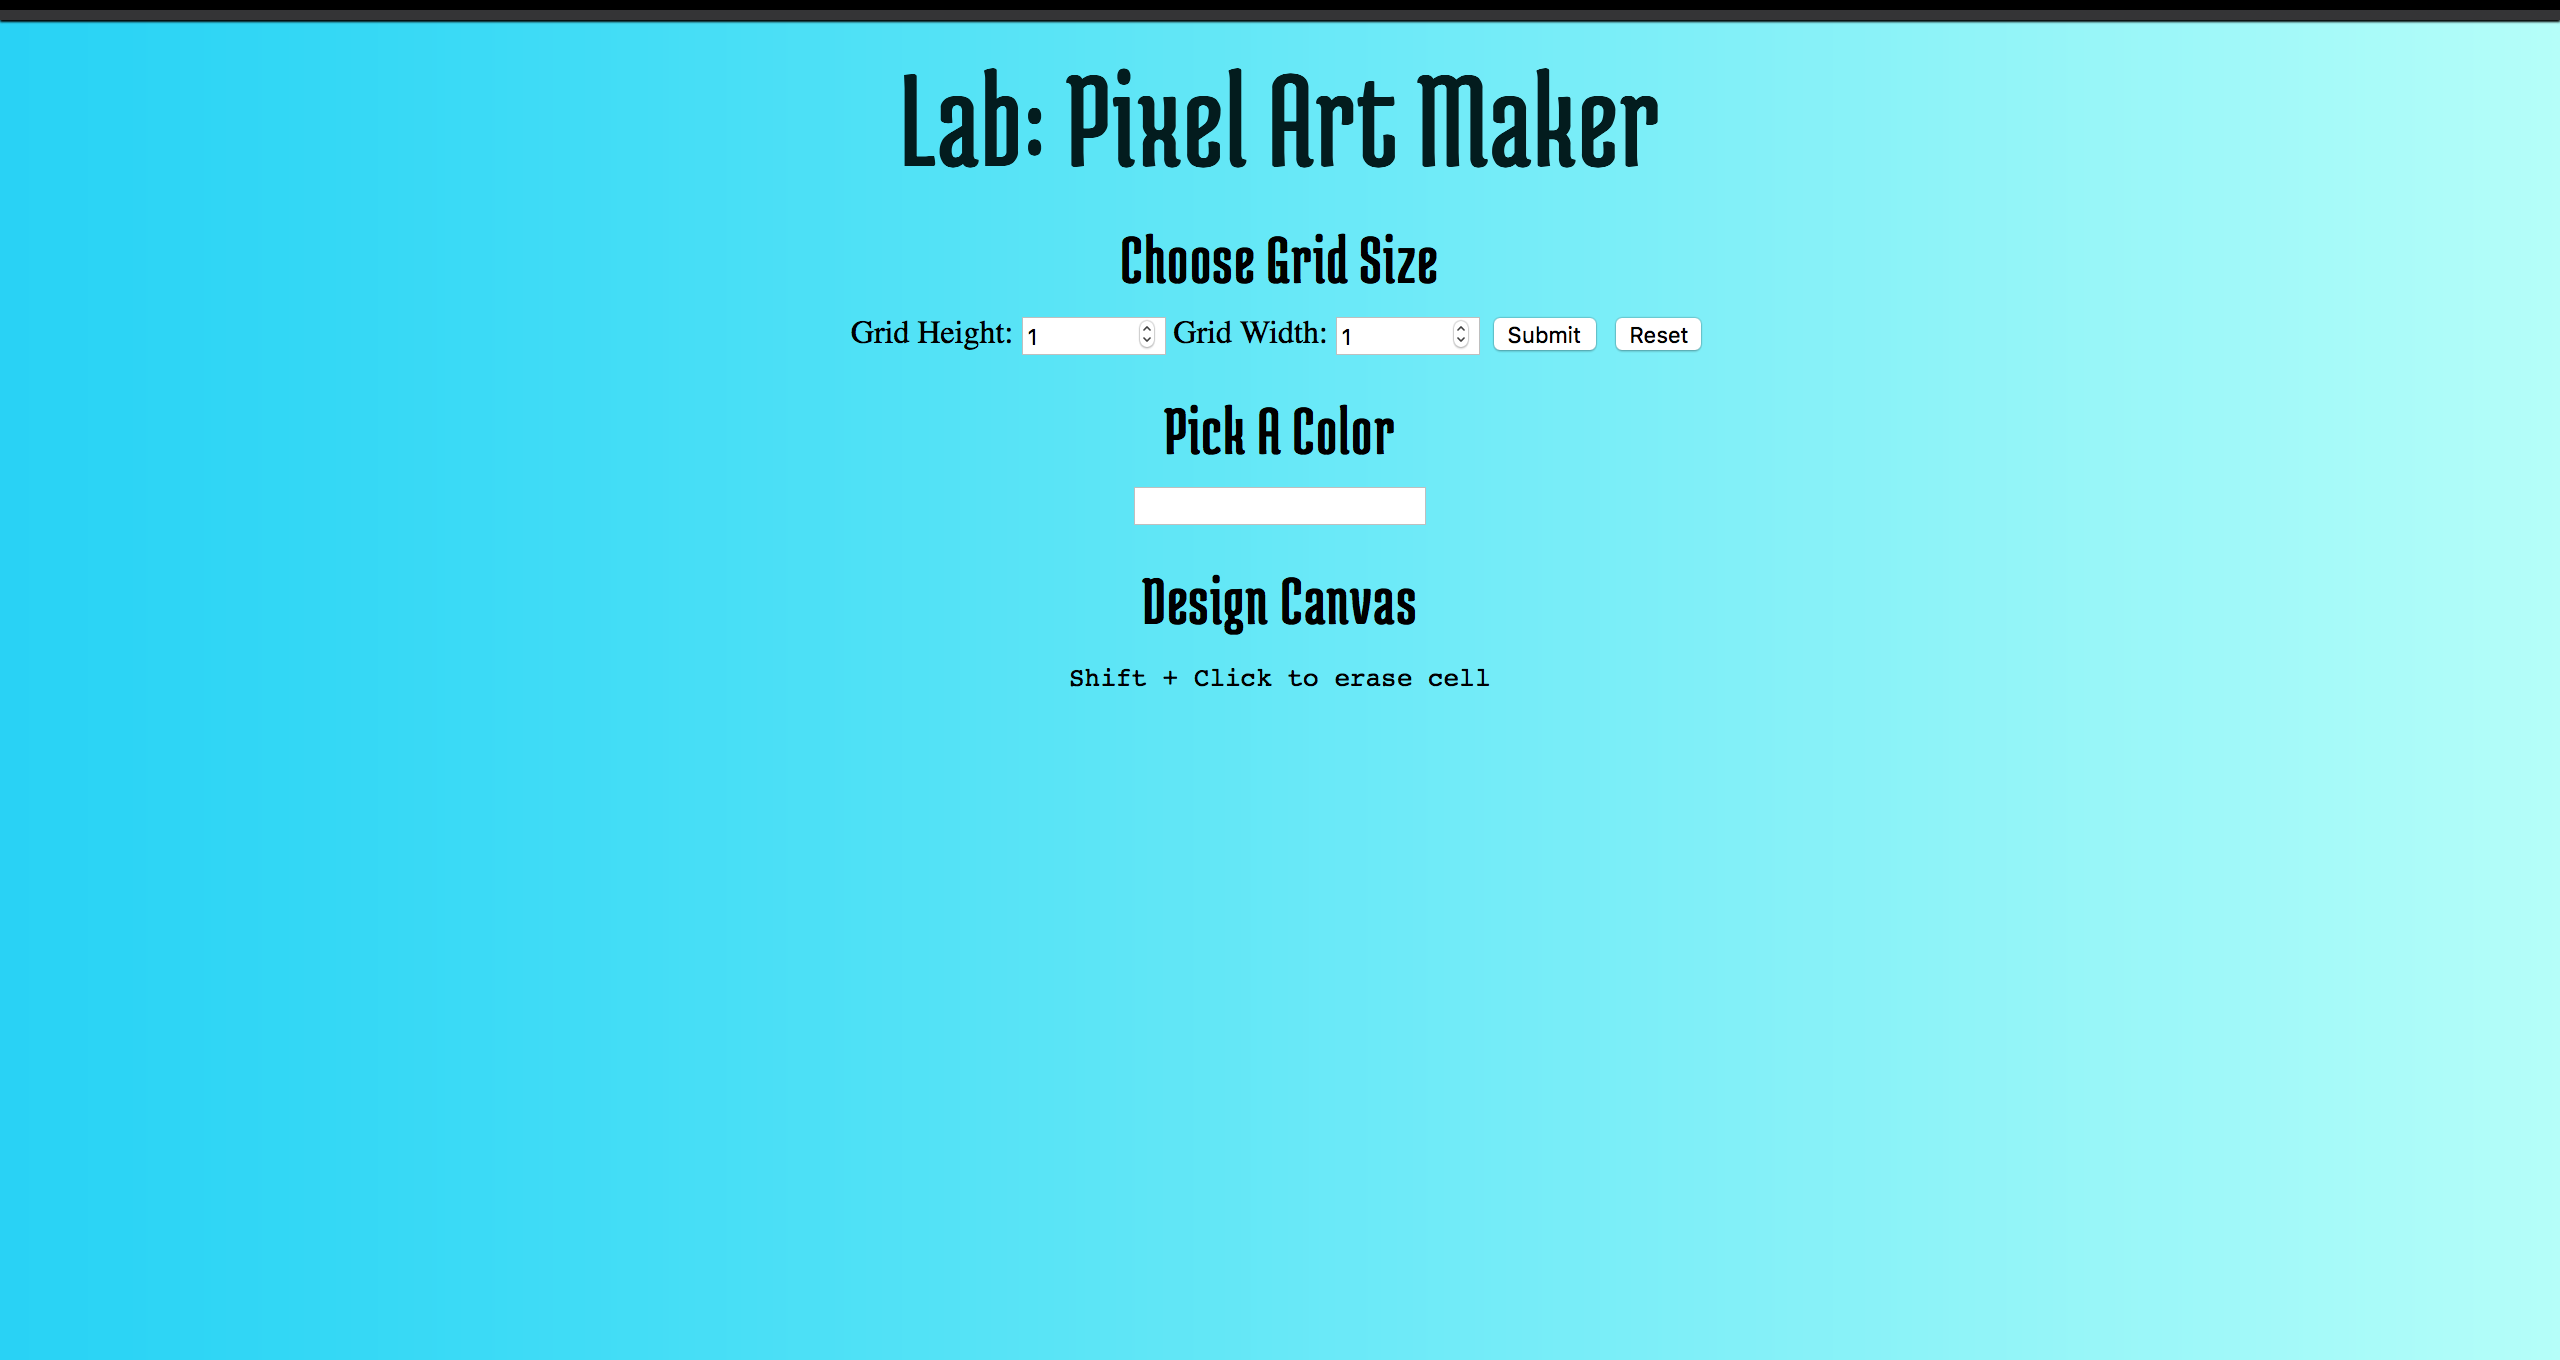 Lab: Pixel Art Maker
Choose Grid Size
Grid Height: 1 Grid Width: 1 Submit Reset
Pick A Color
Design Canvas
Shift + Click to erase cell